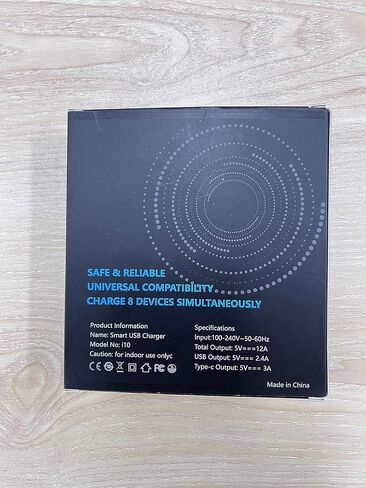 SAFE & RELIABLE
UNIVERSAL COMPATIBILITY
CHARGE 8 DEVICES SIMULTANEOUSLY
Product Information
Name: Smart USB Charger
Model No: i10
Caution: for indoor use onlyc
Specifications
Input:100-240V~50-60Hz
Total Output: 5V===12A
USB Output: 5V=== 2.4A
Type-c Output: 5V=== 3A
Made in China